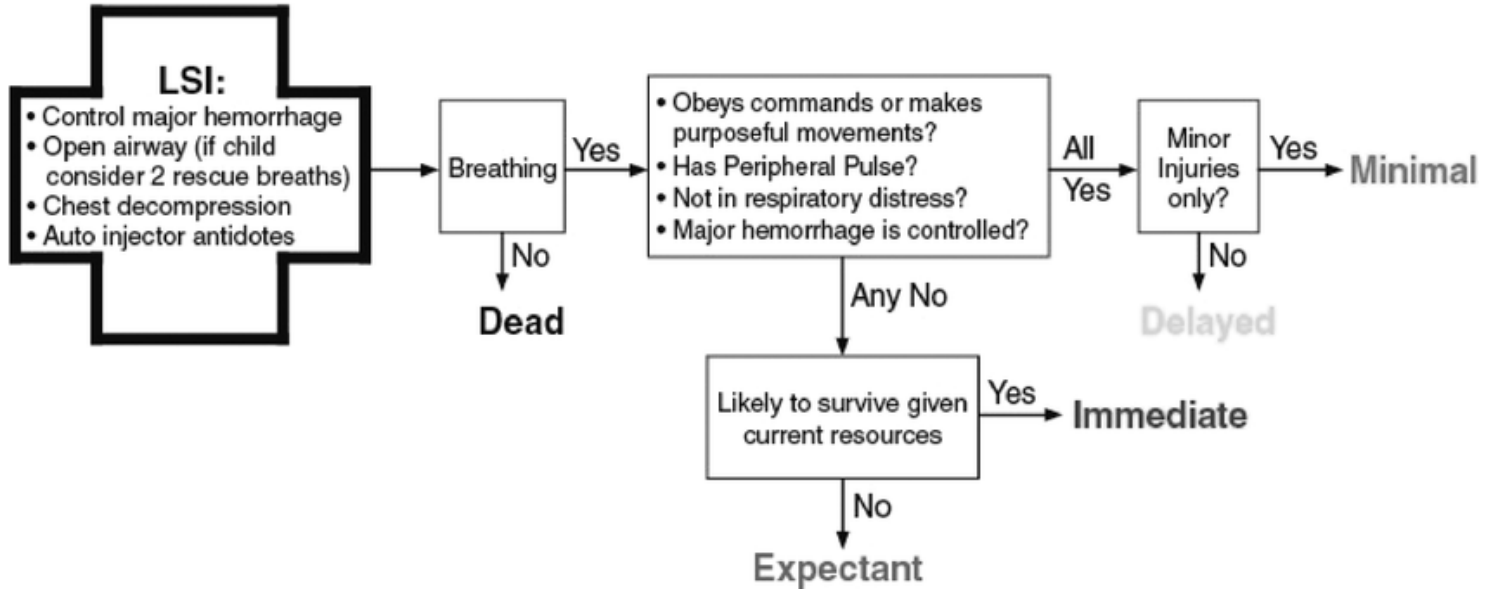 LSI:
• Control major hemorrhage
• Open airway (if child
consider 2 rescue breaths)
• Chest decompression
• Auto injector antidotes
Breathing
Yes
No
Dead
• Obeys commands or makes
purposeful movements?
• Has Peripheral Pulse?
• Not in respiratory distress?
• Major hemorrhage is controlled?
All
Yes
Minor
Injuries
only?
Yes
Minimal
No
Delayed
Any No
Likely to survive given
current resources
Yes
Immediate
No
Expectant